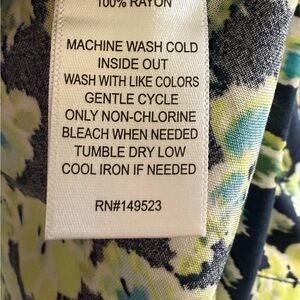 100% RAYON
MACHINE WASH COLD
INSIDE OUT
WASH WITH LIKE COLORS
GENTLE CYCLE
ONLY NON-CHLORINE
BLEACH WHEN NEEDED
TUMBLE DRY LOW
COOL IRON IF NEEDED
RN#149523